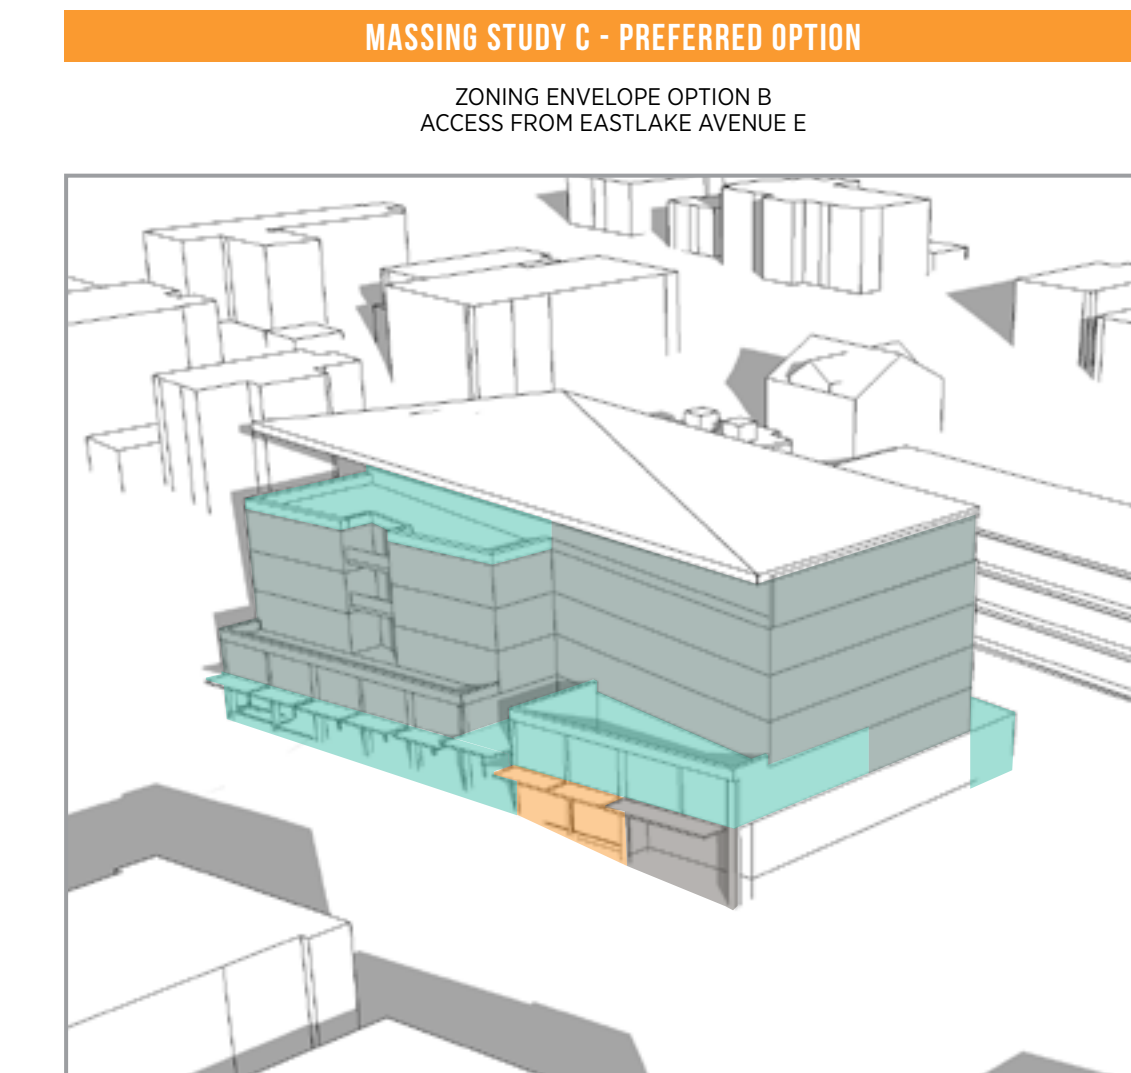 MASSING STUDY C - PREFERRED OPTION
ZONING ENVELOPE OPTION B
ACCESS FROM EASTLAKE AVENUE E